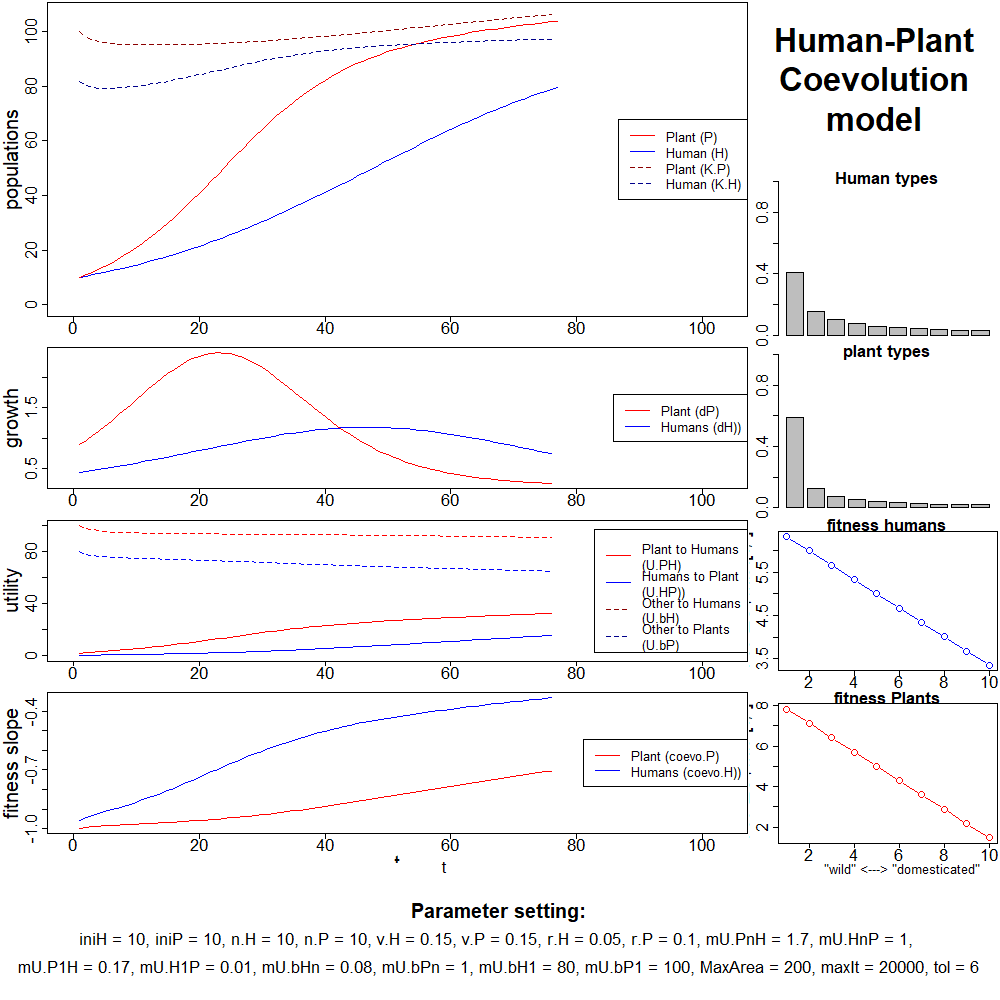 Human-Plant
Coevolution
model
populations
0
20
40
60
80
100
0 20 40 60 80 100
Plant (P)
Human (H)
Plant (K.P)
Human (K.H)
growth
0.5
1.5
0 20 40 60 80 100
Plant (dP)
Humans (dH))
utility
0
40
80
0 20 40 60 80 100
Plant to Humans
(U.PH)
Humans to Plant
(U.HP))
Other to Humans
(U.bH)
Other to Plants
(U.bP)
fitness slope
-1.0
-0.7
-0.4
0 20 40 60 80 100
Plant (coevo.P)
Humans (coevo.H))
t
Human types
0.0
0.4
0.8
plant types
0.0
0.4
0.8
fitness humans
3.5
4.5
5.5
2 4 6 8 10
fitness Plants
2
4
6
8
2 4 6 8 10
"wild" <---> "domesticated"
Parameter setting:
iniH = 10, iniP = 10, n.H = 10, n.P = 10, v.H = 0.15, v.P = 0.15, r.H = 0.05, r.P = 0.1, mU.PnH = 1.7, mU.HnP = 1,
mU.P1H = 0.17, mU.H1P = 0.01, mU.bHn = 0.08, mU.bPn = 1, mU.bH1 = 80, mU.bP1 = 100, MaxArea = 200, maxIt = 20000, tol = 6